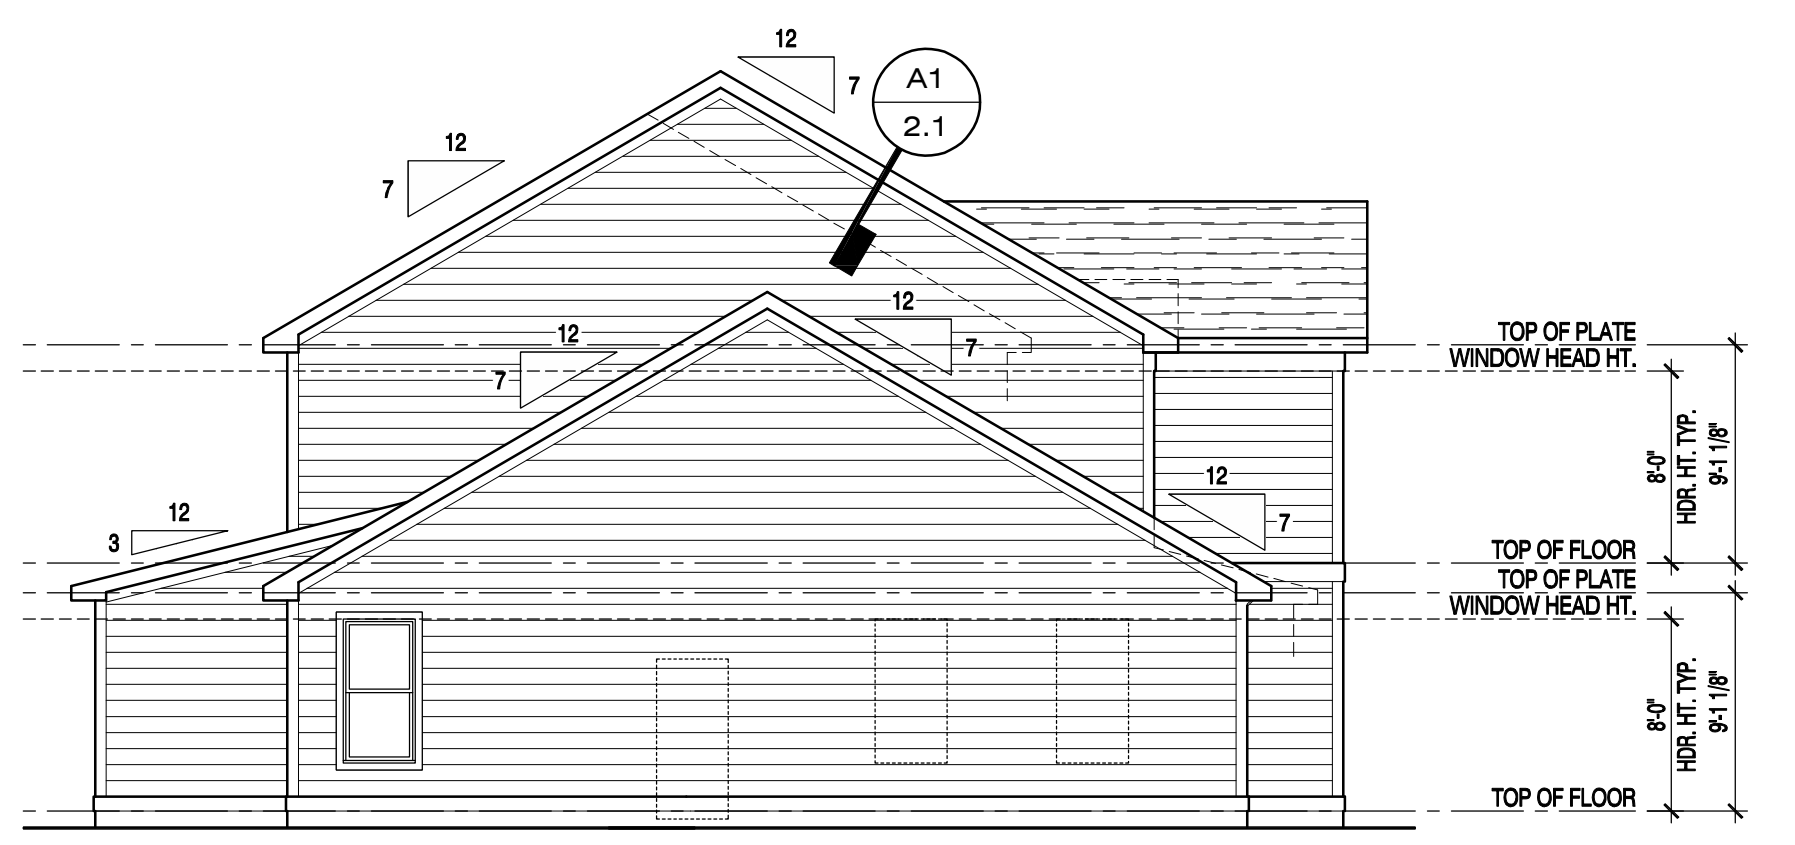 12
7
A1
2.1
12
7
12
7
12
7
TOP OF PLATE
WINDOW HEAD HT.
8'-0"
HDR. HT. TYP.
9'-1 1/8"
12
7
12
3
TOP OF FLOOR
TOP OF PLATE
WINDOW HEAD HT.
8'-0"
HDR. HT. TYP.
9'-1 1/8"
TOP OF FLOOR